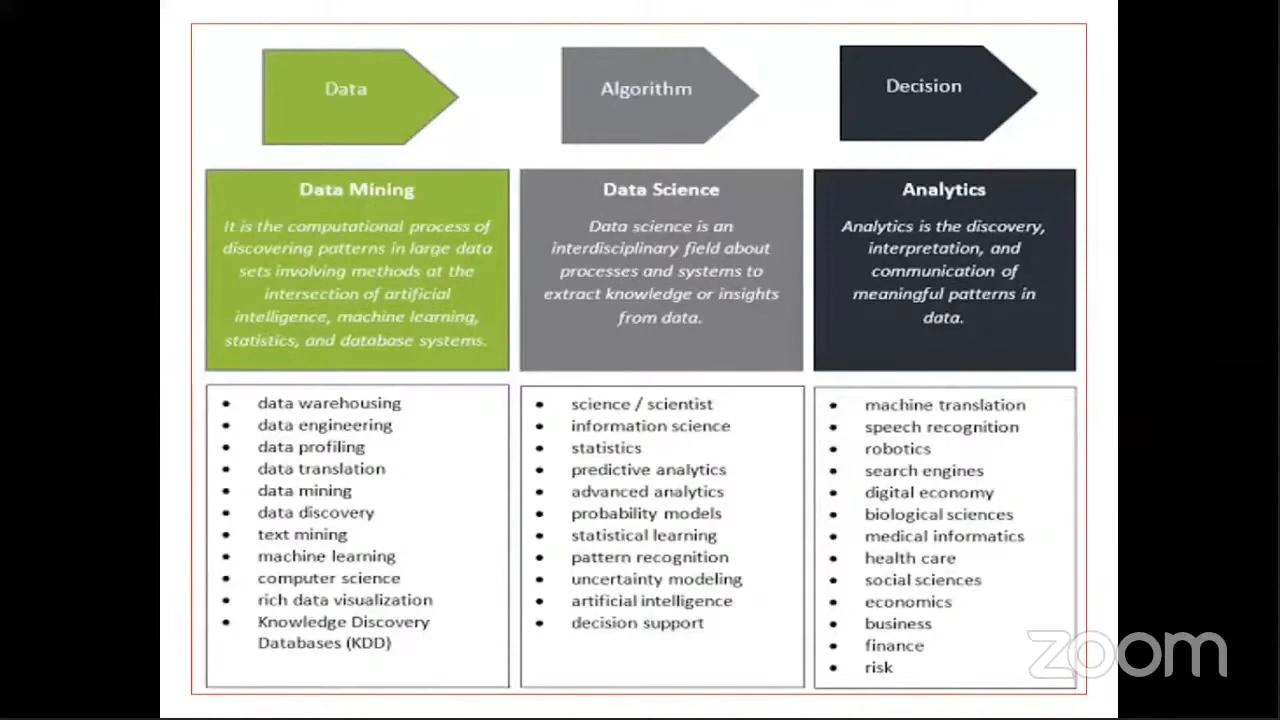 Data
Algorithm
Decision
Data Mining
It is the computational process of
discovering patterns in large data
sets involving methods at the
intersection of artificial
intelligence, machine learning,
statistics, and database systems.
Data Science
Data science is an
interdisciplinary field about
processes and systems to
extract knowledge or insights
from data.
Analytics
Analytics is the discovery,
interpretation, and
communication of
meaningful patterns in
data.
• data warehousing
• data engineering
• data profiling
• data translation
• data mining
• data discovery
• text mining
• machine learning
• computer science
• rich data visualization
• Knowledge Discovery
Databases (KDD)
• science / scientist
• information science
• statistics
• predictive analytics
• advanced analytics
• probability models
• statistical learning
• pattern recognition
• uncertainty modeling
• artificial intelligence
• decision support
• machine translation
• speech recognition
• robotics
• search engines
• digital economy
• biological sciences
• medical informatics
• health care
• social sciences
• economics
• business
• finance
• risk
zoom